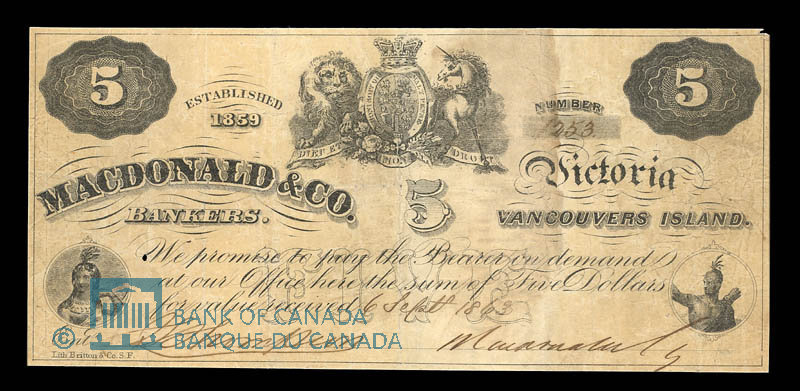 5
ESTABLISHED
1859
DIEU ET MON DROIT
NUMBER
1253
5
MACDONALD & CO.
BANKERS.
5
Victoria
VANCOUVERS ISLAND.
We promise to pay the Bearer on demand
at our Office here the sum of Five Dollars
for value received 6 Sept 1863
BANK OF CANADA
BANQUE DU CANADA
Macdonald & Co
Lith Britton & Co. S.F.